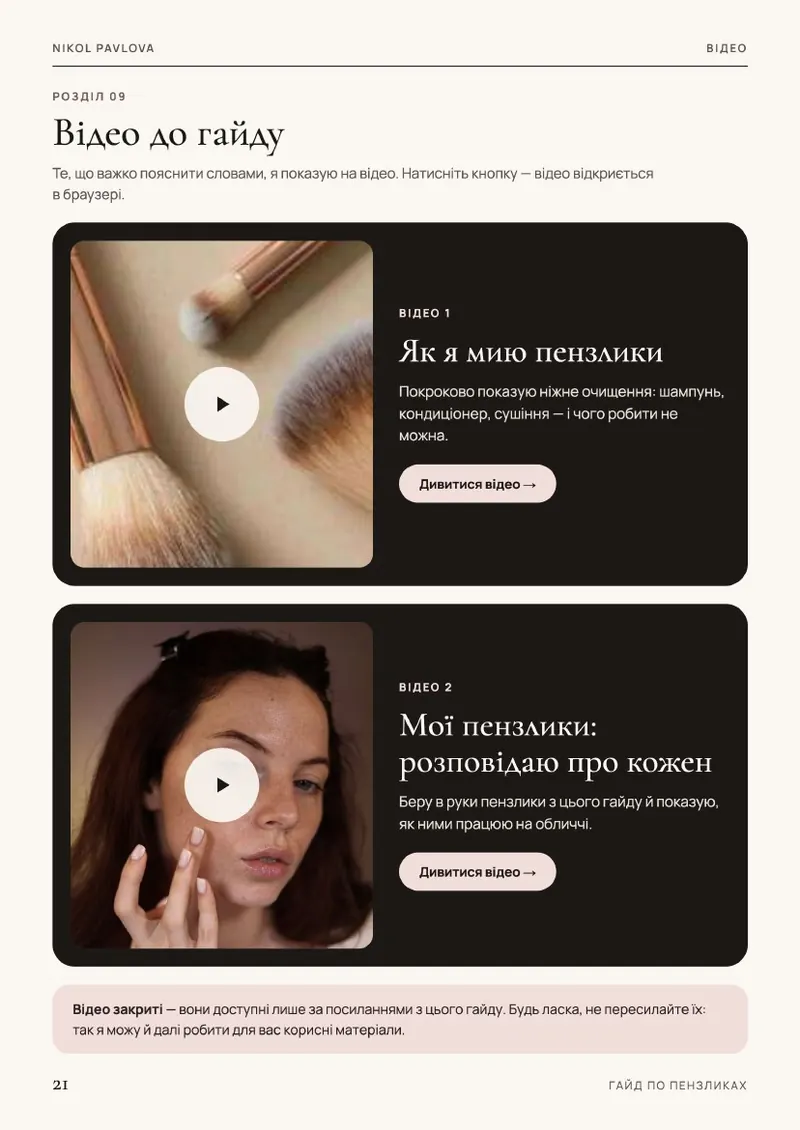 NIKOL PAVLOVA
ВІДЕО
РОЗДІЛ 09
Відео до гайду
Те, що важко пояснити словами, я показую на відео. Натисніть кнопку — відео відкриється
в браузері.
ВІДЕО 1
Як я мию пензлики
Покроково показую ніжне очищення: шампунь,
кондиціонер, сушіння — і чого робити не
можна.
Дивитися відео →
ВІДЕО 2
Мої пензлики:
розповідаю про кожен
Беру в руки пензлики з цього гайду й показую,
як ними працюю на обличчі.
Дивитися відео →
Відео закриті — вони доступні лише за посиланнями з цього гайду. Будь ласка, не пересилайте їх:
так я можу й далі робити для вас корисні матеріали.
21
ГАЙД ПО ПЕНЗЛИКАХ